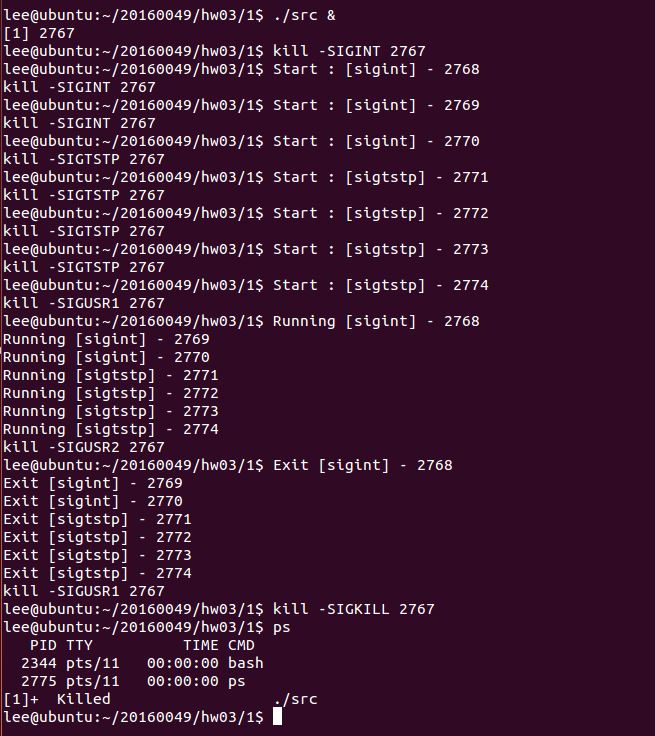 lee@ubuntu:~/20160049/hw03/1$ ./src &
[1] 2767
lee@ubuntu:~/20160049/hw03/1$ kill -SIGINT 2767
lee@ubuntu:~/20160049/hw03/1$ Start : [sigint] - 2768
kill -SIGINT 2767
lee@ubuntu:~/20160049/hw03/1$ Start : [sigint] - 2769
kill -SIGINT 2767
lee@ubuntu:~/20160049/hw03/1$ Start : [sigint] - 2770
kill -SIGTSTP 2767
lee@ubuntu:~/20160049/hw03/1$ Start : [sigtstp] - 2771
kill -SIGTSTP 2767
lee@ubuntu:~/20160049/hw03/1$ Start : [sigtstp] - 2772
kill -SIGTSTP 2767
lee@ubuntu:~/20160049/hw03/1$ Start : [sigtstp] - 2773
kill -SIGTSTP 2767
lee@ubuntu:~/20160049/hw03/1$ Start : [sigtstp] - 2774
kill -SIGUSR1 2767
lee@ubuntu:~/20160049/hw03/1$ Running [sigint] - 2768
Running [sigint] - 2769
Running [sigint] - 2770
Running [sigtstp] - 2771
Running [sigtstp] - 2772
Running [sigtstp] - 2773
Running [sigtstp] - 2774
kill -SIGUSR2 2767
lee@ubuntu:~/20160049/hw03/1$ Exit [sigint] - 2768
Exit [sigint] - 2769
Exit [sigint] - 2770
Exit [sigtstp] - 2771
Exit [sigtstp] - 2772
Exit [sigtstp] - 2773
Exit [sigtstp] - 2774
kill -SIGUSR1 2767
lee@ubuntu:~/20160049/hw03/1$ kill -SIGKILL 2767
lee@ubuntu:~/20160049/hw03/1$ ps
   PID TTY          TIME CMD
  2344 pts/11   00:00:00 bash
  2775 pts/11   00:00:00 ps
[1]+  Killed                  ./src
lee@ubuntu:~/20160049/hw03/1$